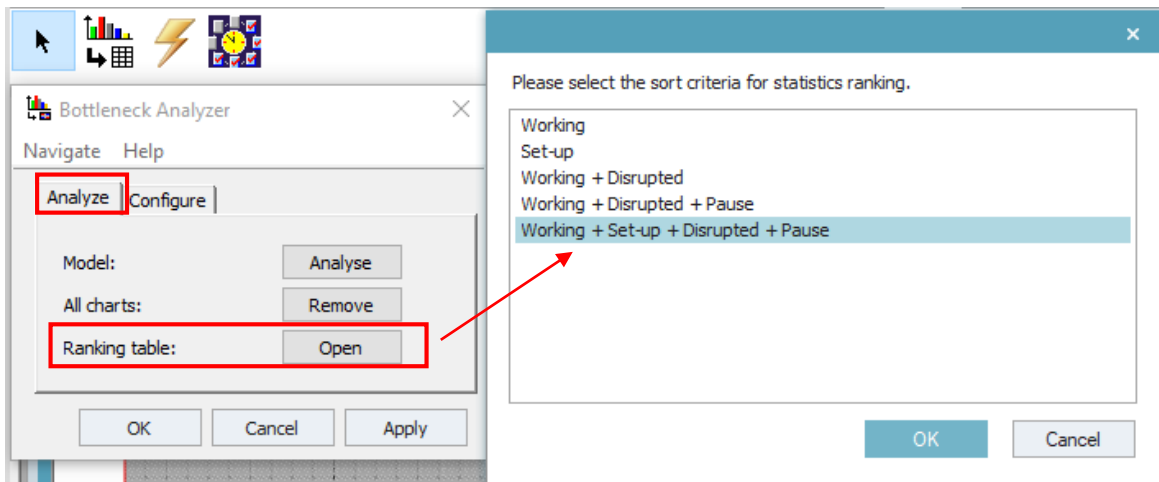 Bottleneck Analyzer
Navigate Help
Analyze Configure
Model: Analyse
All charts: Remove
Ranking table: Open
OK Cancel Apply
Please select the sort criteria for statistics ranking.
Working
Set-up
Working + Disrupted
Working + Disrupted + Pause
Working + Set-up + Disrupted + Pause
OK Cancel